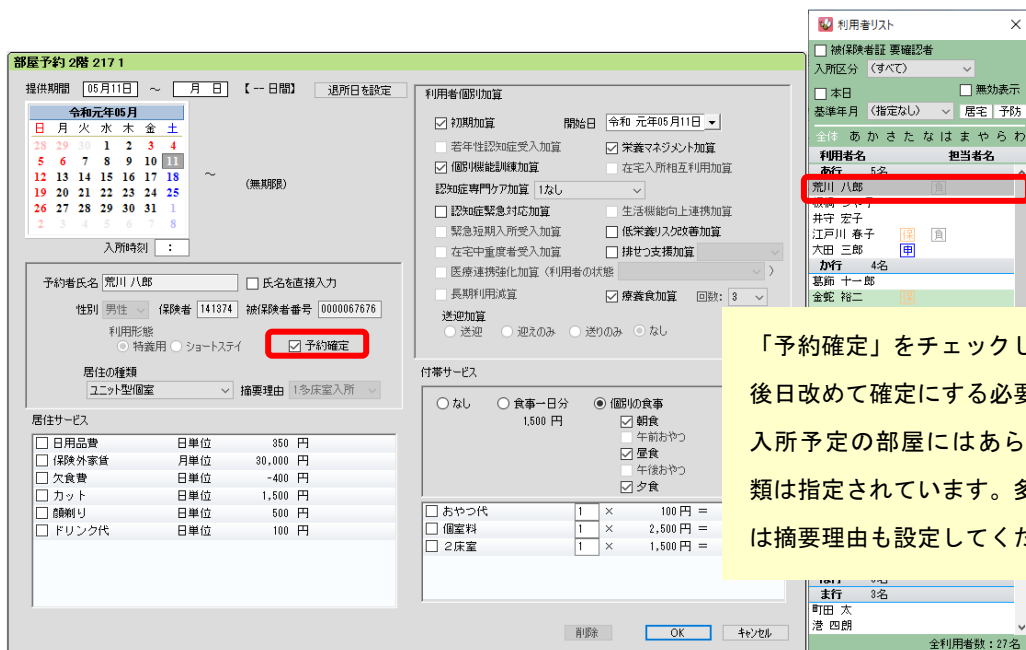 部屋予約 2階 217 1
提供期間 05月11日 ～ 月 日 【 -- 日間】 退所日を設定
令和元年05月
日 月 火 水 木 金 土
28 29 30 1 2 3 4
5 6 7 8 9 10 11
12 13 14 15 16 17 18
19 20 21 22 23 24 25
26 27 28 29 30 31 1
2 3 4 5 6 7 8
～ (無期限)
入所時刻 :
予約者氏名 荒川 八郎 氏名を直接入力
性別 男性 保険者 141374 被保険者番号 0000067676
利用形態
特養用 ショートステイ 予約確定
居住の種類
ユニット型個室 摘要理由 1.多床室入所
居住サービス
日用品費 日単位 350 円
保険外家賃 月単位 30,000 円
欠食費 日単位 -400 円
カット 日単位 1,500 円
顔剃り 日単位 500 円
ドリンク代 日単位 100 円
利用者個別加算
初期加算 開始日 令和 元年05月11日
若年性認知症受入加算 栄養マネジメント加算
個別機能訓練加算 在宅入所相互利用加算
認知症専門ケア加算 1なし
認知症緊急対応加算 生活機能向上連携加算
緊急短期入所受入加算 低栄養リスク改善加算
在宅中重度者受入加算 排せつ支援加算
医療連携強化加算（利用者の状態 ）
長期利用減算 療養食加算 回数: 3
送迎加算
送迎 迎えのみ 送りのみ なし
付帯サービス
なし 食事一日分 個別の食事
1,500 円 朝食
午前おやつ
昼食
午後おやつ
夕食
おやつ代 1 × 100 円 =
個室料 1 × 2,500 円 =
２床室 1 × 1,500 円 =
削除 OK ｷｬﾝｾﾙ
利用者リスト ×
被保険者証 要確認者
入所区分 (すべて)
本日 無効表示
基準年月 (指定なし) 居宅 予防
全体 あ か さ た な は ま や ら わ
利用者名 担当者名
あ行 5名
荒川 八郎 負
井守 宏子
江戸川 春子 保 負
大田 三郎 申
か行 4名
葛飾 十一郎
金蛇 裕二 保
「予約確定」をチェックし
後日改めて確定にする必要
入所予定の部屋にはあら
類は指定されています。多
は摘要理由も設定してくだ
ま行 3名
町田 太
港 四朗
全利用者数：27名